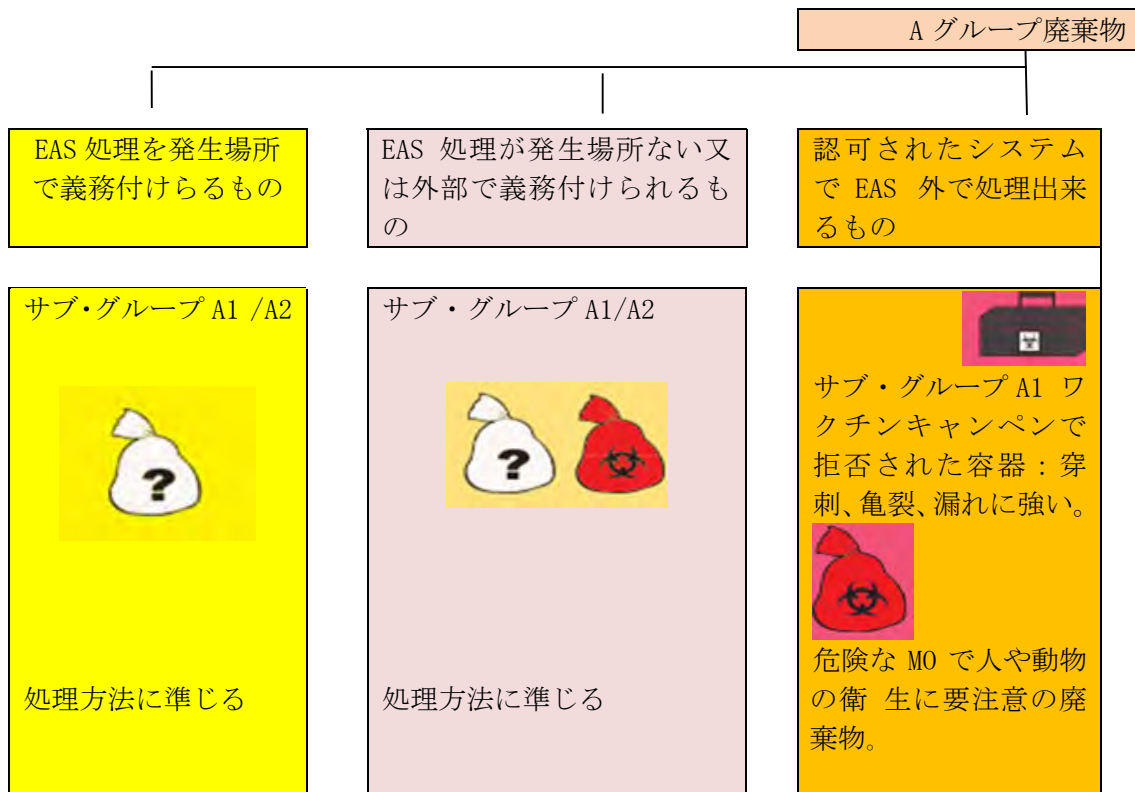 A グループ廃棄物
EAS 処理を発生場所
で義務付けらるもの
EAS 処理が発生場所ない又
は外部で義務付けられるも
の
認可されたシステム
で EAS 外で処理出来
るもの
サブ・グループ A1 /A2
?
処理方法に準じる
サブ・グループ A1/A2
?
処理方法に準じる
サブ・グループ A1 ワ
クチンキャンペンで
拒否された容器：穿
刺、亀裂、漏れに強い。
危険な MO で人や動物
の衛 生に要注意の廃
棄物。